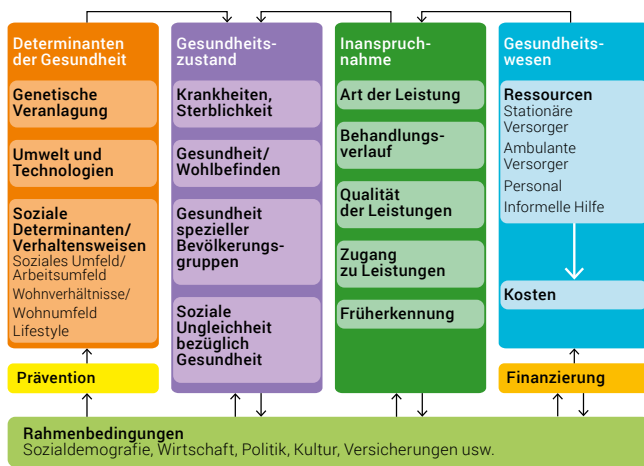 Determinanten
der Gesundheit
Genetische
Veranlagung
Umwelt und
Technologien
Soziale
Determinanten/
Verhaltensweisen
Soziales Umfeld/
Arbeitsumfeld
Wohnverhältnisse/
Wohnumfeld
Lifestyle
Prävention
Gesundheits-
zustand
Krankheiten,
Sterblichkeit
Gesundheit/
Wohlbefinden
Gesundheit
spezieller
Bevölkerungs-
gruppen
Soziale
Ungleichheit
bezüglich
Gesundheit
Inanspruch-
nahme
Art der Leistung
Behandlungs-
verlauf
Qualität
der Leistungen
Zugang
zu Leistungen
Früherkennung
Gesundheits-
wesen
Ressourcen
Stationäre
Versorger
Ambulante
Versorger
Personal
Informelle Hilfe
Kosten
Finanzierung
Rahmenbedingungen
Sozialdemografie, Wirtschaft, Politik, Kultur, Versicherungen usw.